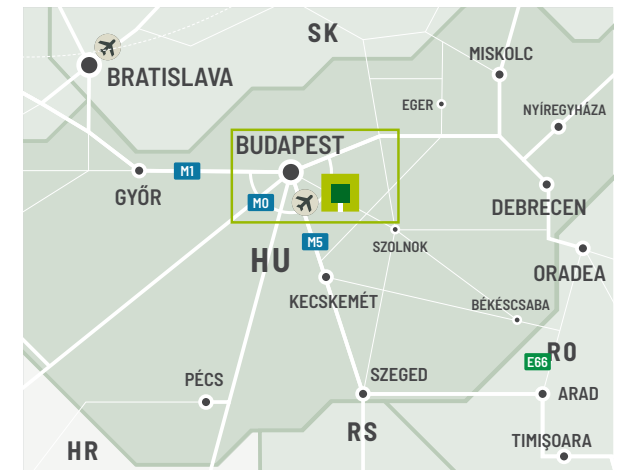 SK
MISKOLC
BRATISLAVA
EGER
NYÍREGYHÁZA
BUDAPEST
M1
GYŐR
M0
DEBRECEN
M5
SZOLNOK
HU
ORADEA
KECSKEMÉT
BÉKÉSCSABA
RO
E66
PÉCS
SZEGED
ARAD
RS
TIMIŞOARA
HR